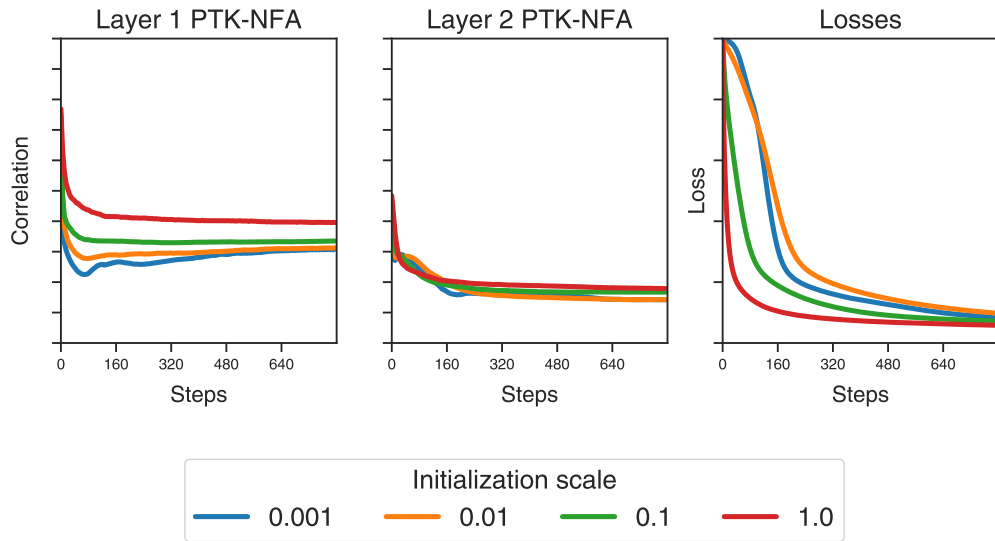 Layer 1 PTK-NFA
Layer 2 PTK-NFA
Losses
Correlation
Loss
0 160 320 480 640
0 160 320 480 640
0 160 320 480 640
Steps
Steps
Steps
Initialization scale
0.001 0.01 0.1 1.0